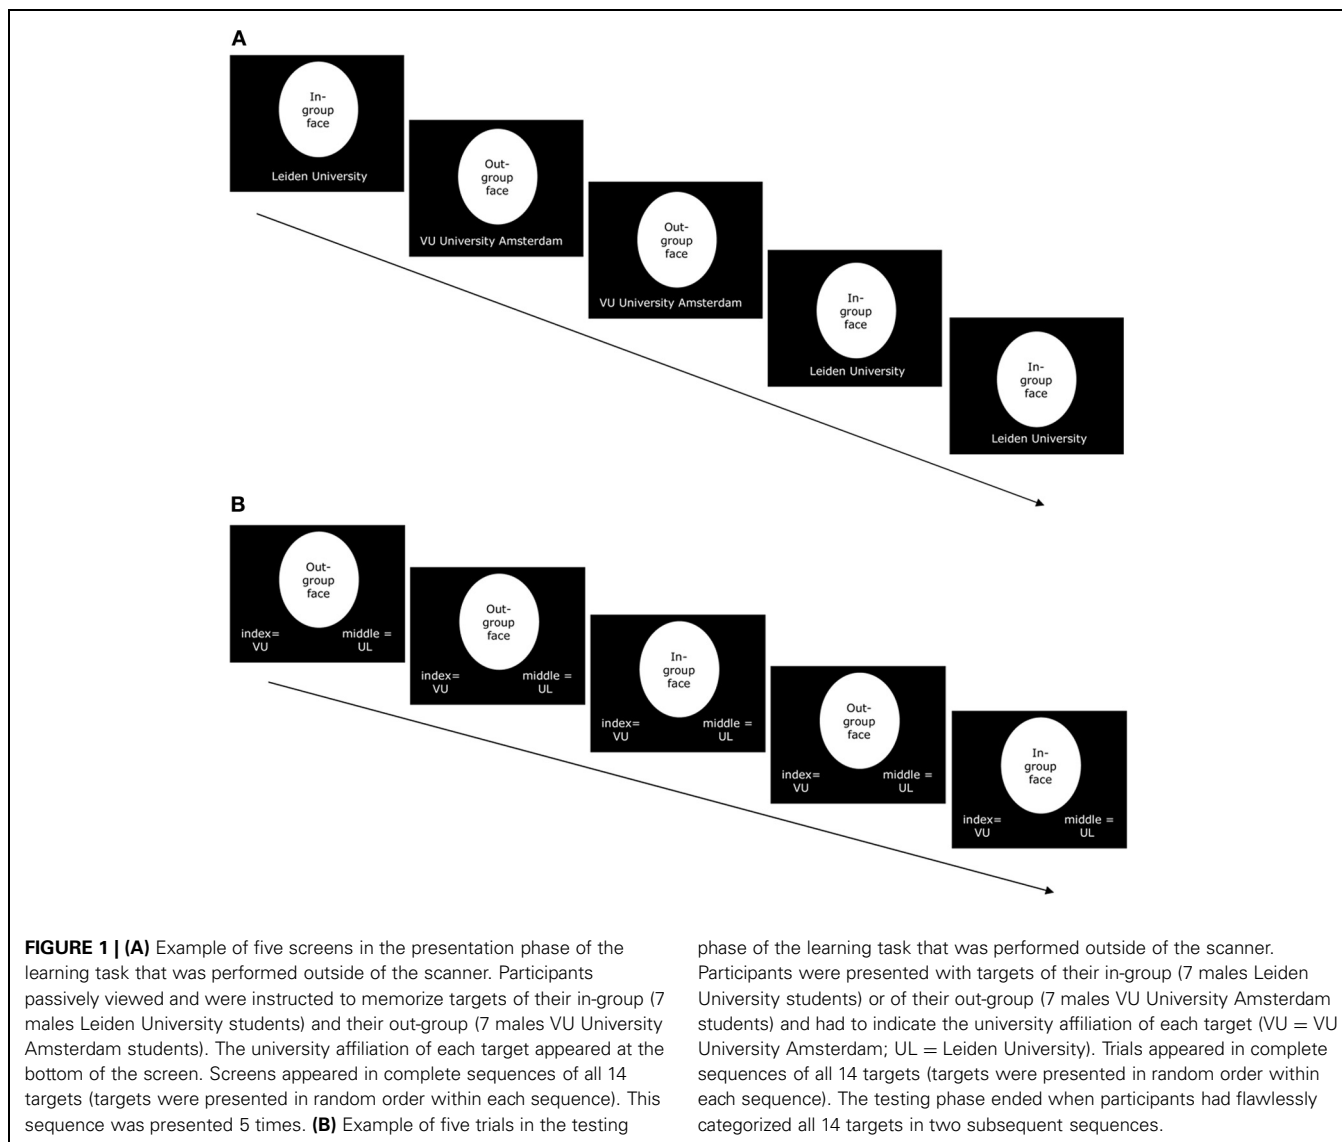 A
In-
group
face
Leiden University
Out-
group
face
VU University Amsterdam
Out-
group
face
VU University Amsterdam
In-
group
face
Leiden University
In-
group
face
Leiden University
B
Out-
group
face
index= middle =
VU UL
Out-
group
face
index= middle =
VU UL
In-
group
face
index= middle =
VU UL
Out-
group
face
index= middle =
VU UL
In-
group
face
index= middle =
VU UL
FIGURE 1 | (A) Example of five screens in the presentation phase of the
learning task that was performed outside of the scanner. Participants
passively viewed and were instructed to memorize targets of their in-group (7
males Leiden University students) and their out-group (7 males VU University
Amsterdam students). The university affiliation of each target appeared at the
bottom of the screen. Screens appeared in complete sequences of all 14
targets (targets were presented in random order within each sequence). This
sequence was presented 5 times. (B) Example of five trials in the testing
phase of the learning task that was performed outside of the scanner.
Participants were presented with targets of their in-group (7 males Leiden
University students) or of their out-group (7 males VU University Amsterdam
students) and had to indicate the university affiliation of each target (VU = VU
University Amsterdam; UL = Leiden University). Trials appeared in complete
sequences of all 14 targets (targets were presented in random order within
each sequence). The testing phase ended when participants had flawlessly
categorized all 14 targets in two subsequent sequences.